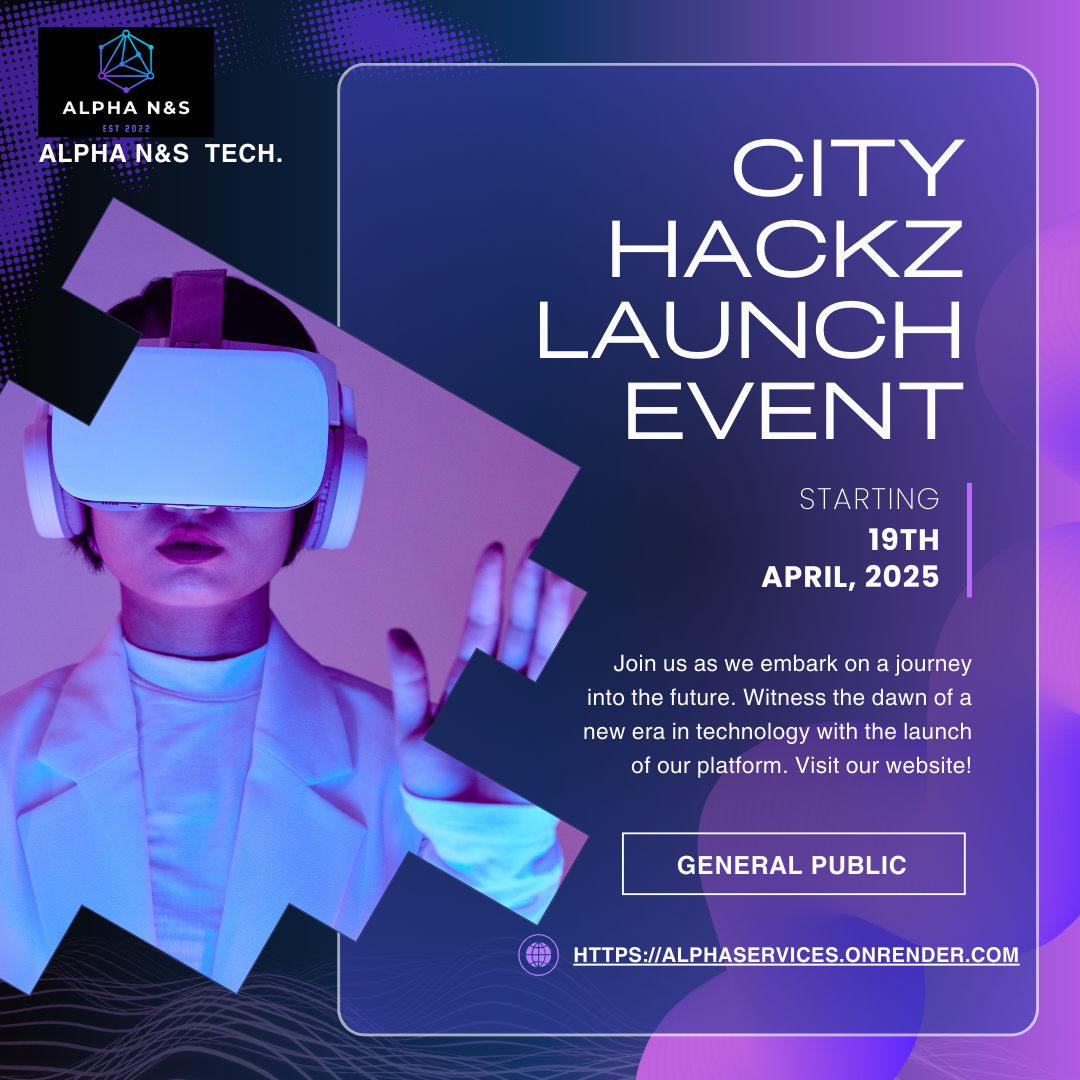 ALPHA N&S
EST 2022
ALPHA N&S TECH.
CITY
HACKZ
LAUNCH
EVENT
STARTING
19TH
APRIL, 2025
Join us as we embark on a journey
into the future. Witness the dawn of a
new era in technology with the launch
of our platform. Visit our website!
GENERAL PUBLIC
HTTPS://ALPHASERVICES.ONRENDER.COM